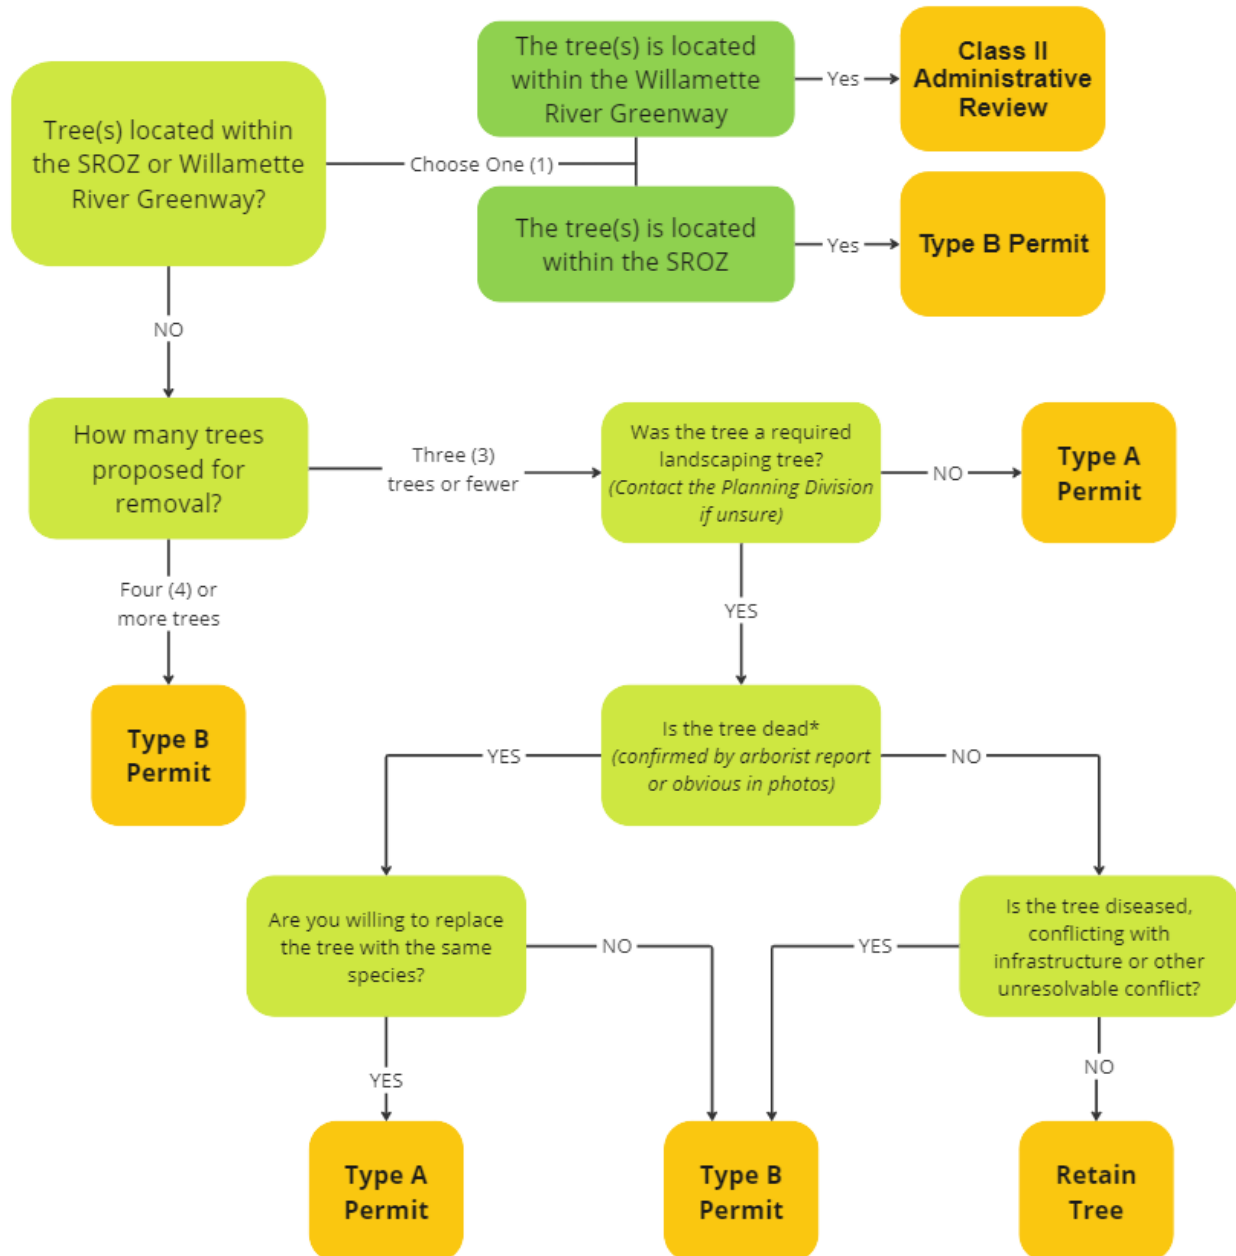 Tree(s) located within
the SROZ or Willamette
River Greenway?
Choose One (1)
The tree(s) is located
within the Willamette
River Greenway
Yes
Class II
Administrative
Review
The tree(s) is located
within the SROZ
Yes
Type B Permit
NO
How many trees
proposed for
removal?
Three (3)
trees or fewer
Was the tree a required
landscaping tree?
(Contact the Planning Division
if unsure)
NO
Type A
Permit
Four (4) or
more trees
Type B
Permit
YES
Is the tree dead*
(confirmed by arborist report
or obvious in photos)
YES
NO
Are you willing to replace
the tree with the same
species?
NO
YES
Is the tree diseased,
conflicting with
infrastructure or other
unresolvable conflict?
YES
NO
Type A
Permit
Type B
Permit
Retain
Tree